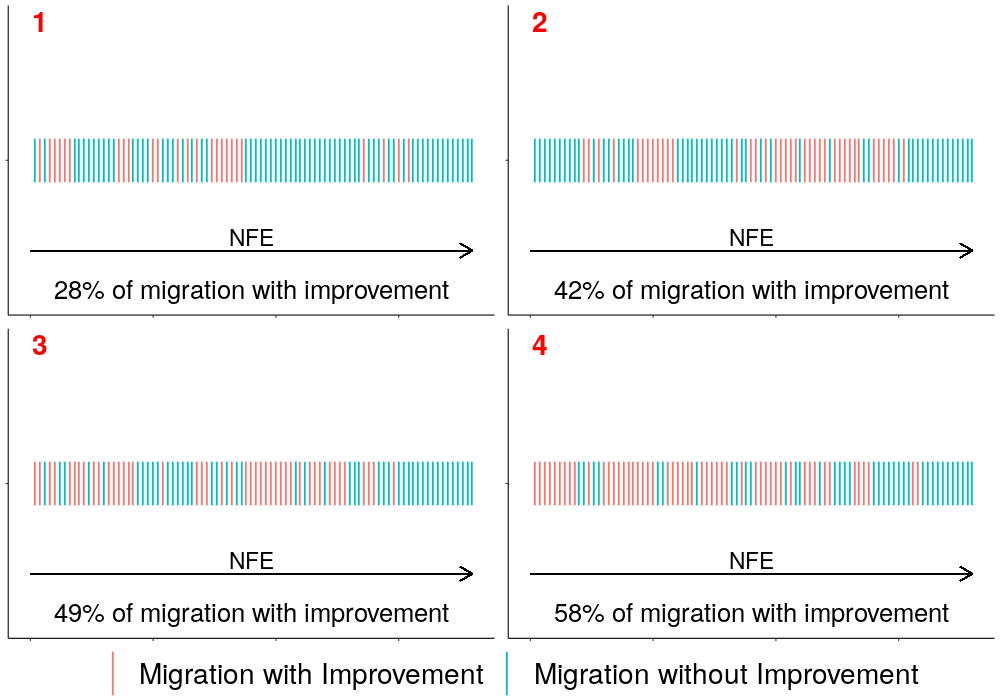 1
NFE
28% of migration with improvement
2
NFE
42% of migration with improvement
3
NFE
49% of migration with improvement
4
NFE
58% of migration with improvement
Migration with Improvement Migration without Improvement